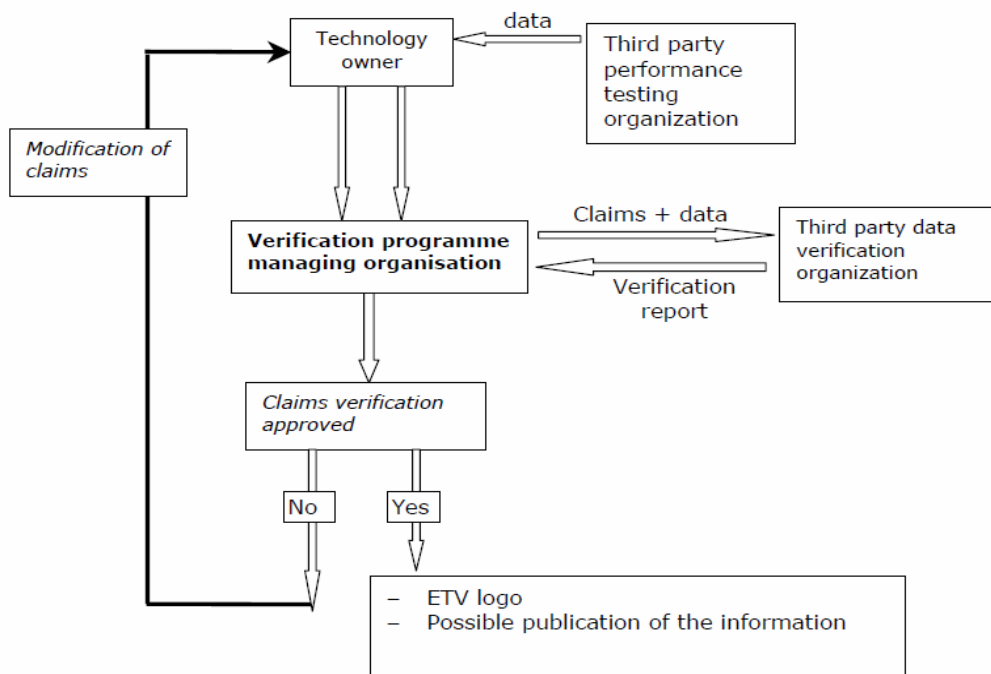 data
Technology
owner
Third party
performance
testing
organization
Modification of
claims
Verification programme
managing organisation
Claims + data
Third party data
verification
organization
Verification
report
Claims verification
approved
No
Yes
– ETV logo
– Possible publication of the information